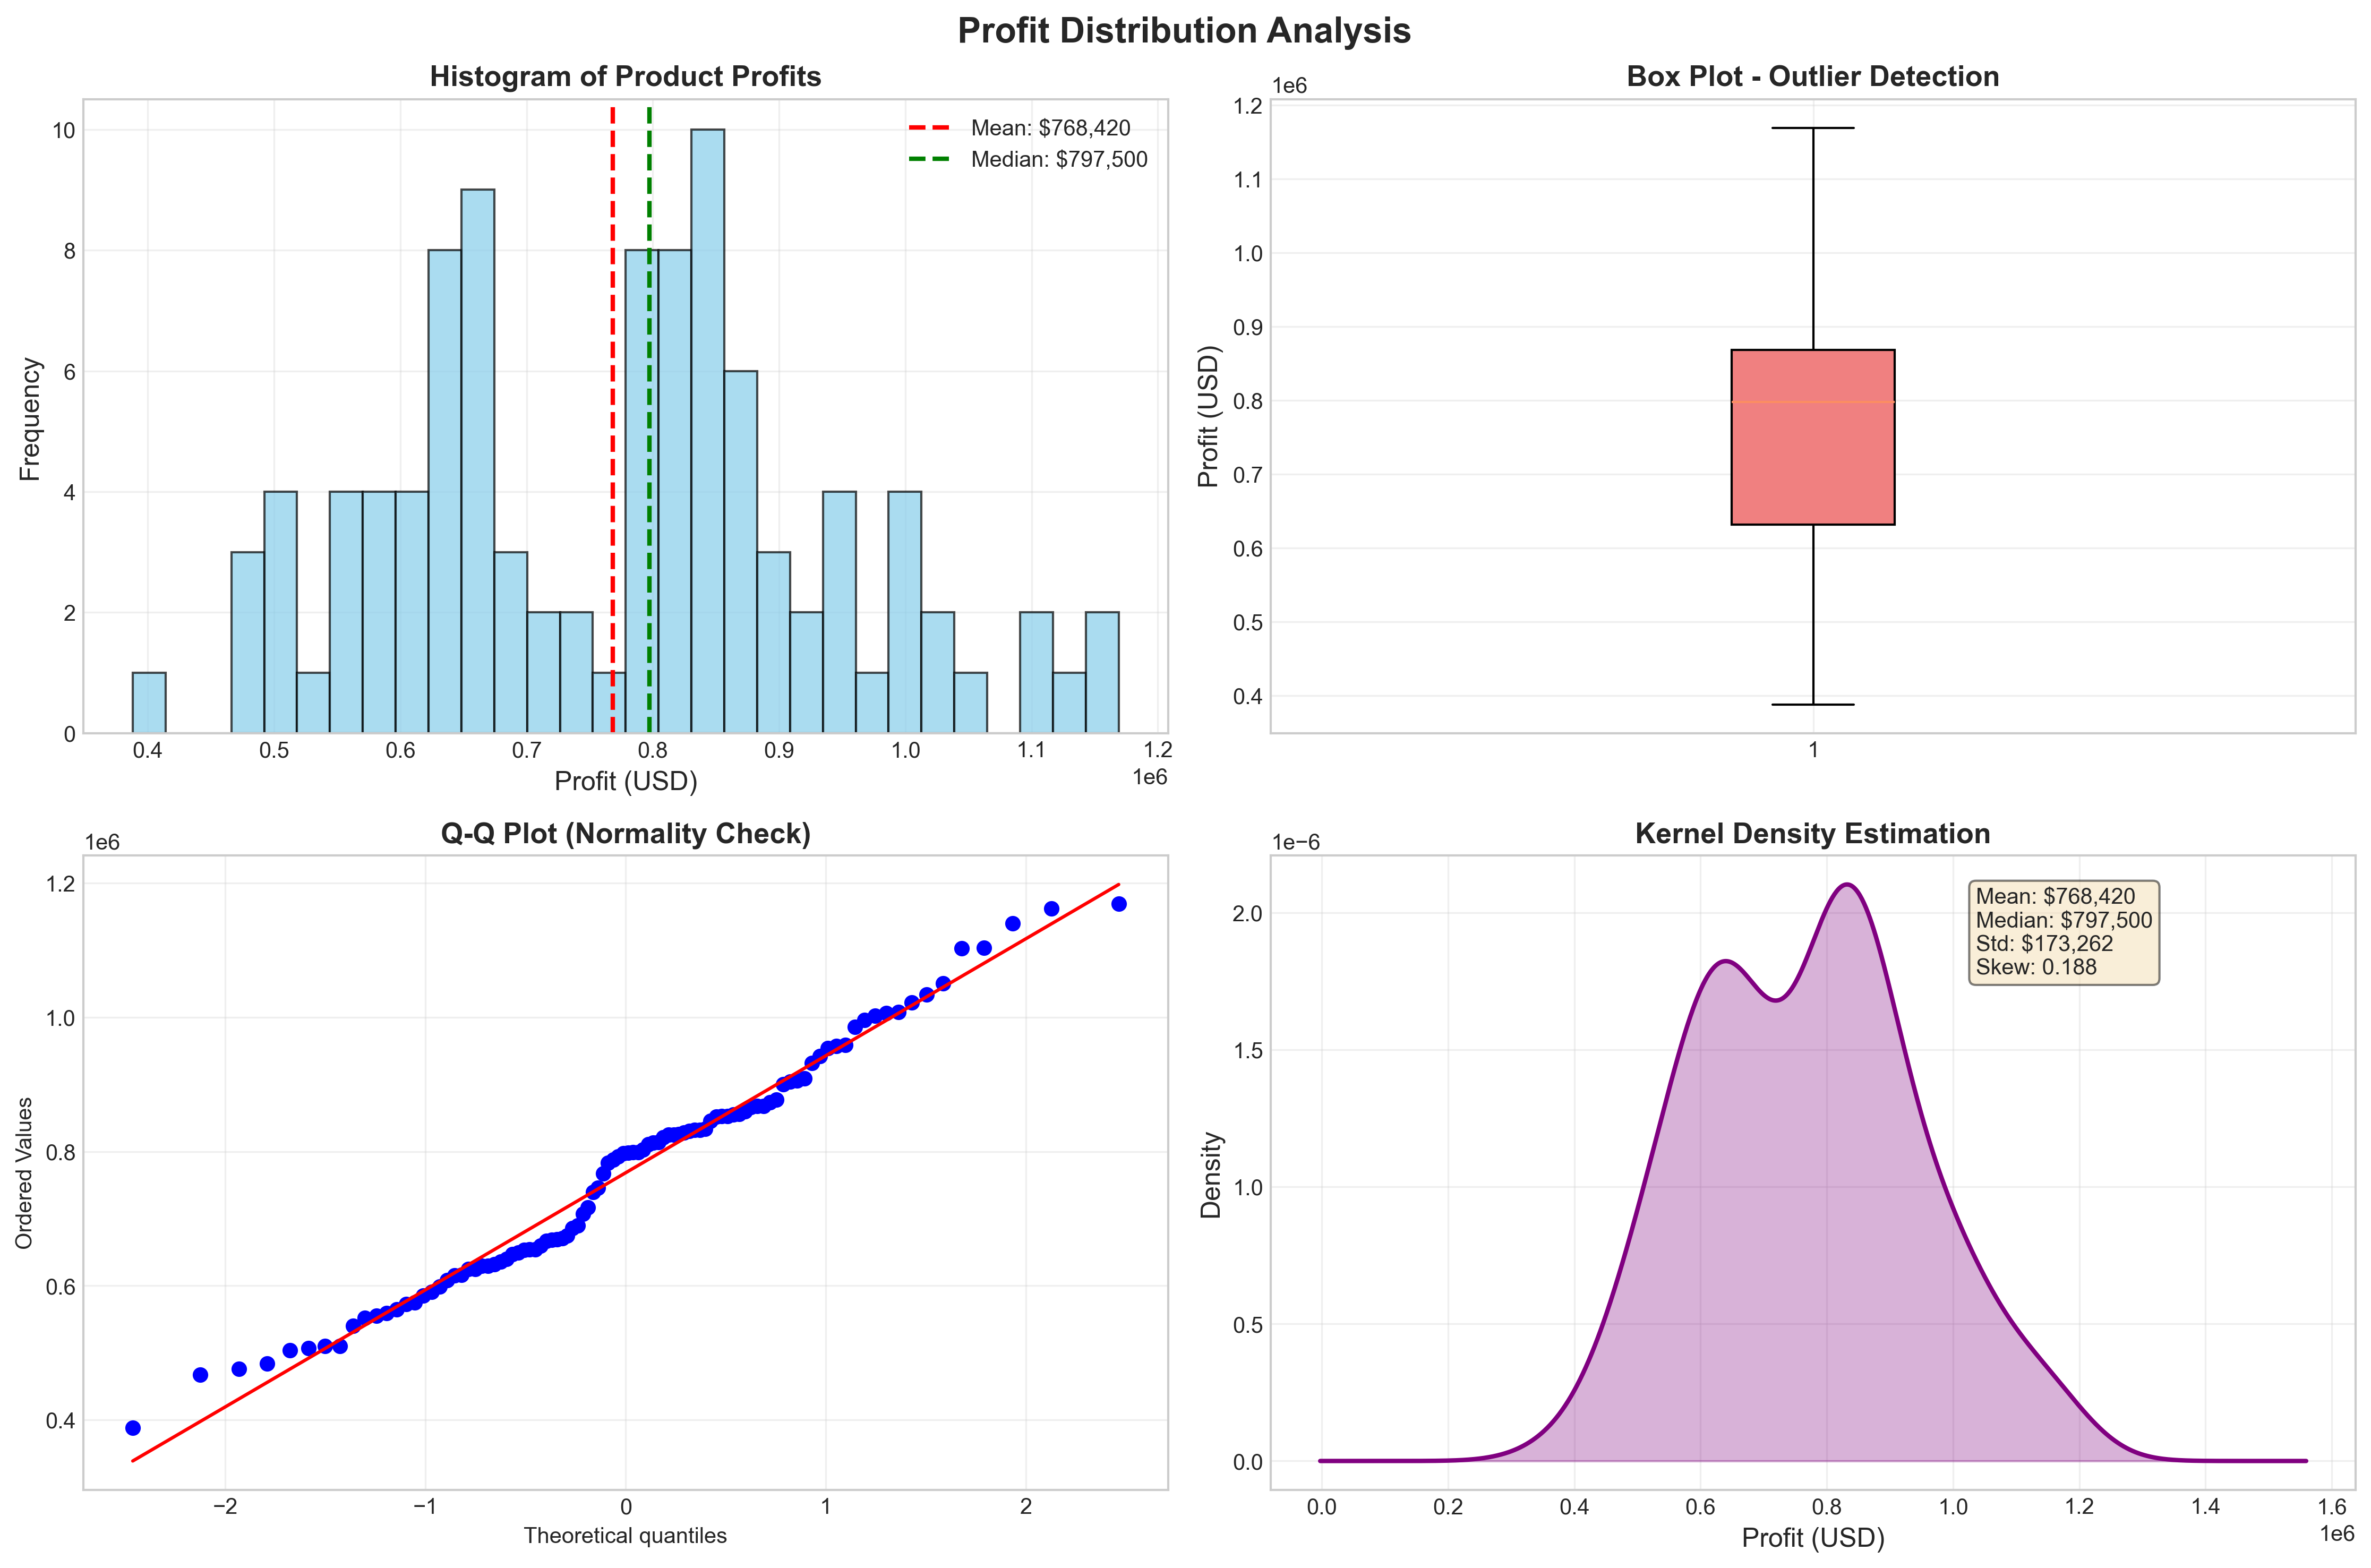 Profit Distribution Analysis
Histogram of Product Profits
Mean: $768,420
Median: $797,500
Frequency
10
8
6
4
2
0
0.4 0.5 0.6 0.7 0.8 0.9 1.0 1.1 1.2
1e6
Profit (USD)
Box Plot - Outlier Detection
1e6
Profit (USD)
1.2
1.1
1.0
0.9
0.8
0.7
0.6
0.5
0.4
1
Q-Q Plot (Normality Check)
1e6
Ordered Values
1.2
1.0
0.8
0.6
0.4
−2 −1 0 1 2
Theoretical quantiles
Kernel Density Estimation
1e−6
Mean: $768,420
Median: $797,500
Std: $173,262
Skew: 0.188
Density
2.0
1.5
1.0
0.5
0.0
0.0 0.2 0.4 0.6 0.8 1.0 1.2 1.4 1.6
1e6
Profit (USD)